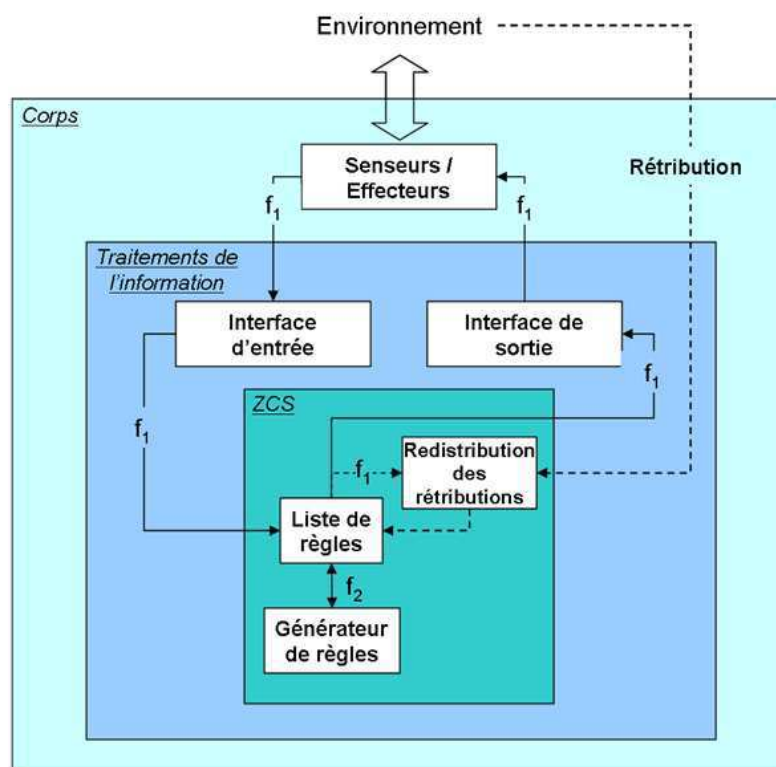 Environnement
Corps
Senseurs /
Effecteurs
Rétribution
f1
f1
Traitements de
l'information
Interface
d'entrée
Interface de
sortie
f1
f1
ZCS
Redistribution
des
rétributions
f1
Liste de
règles
f2
Générateur
de règles